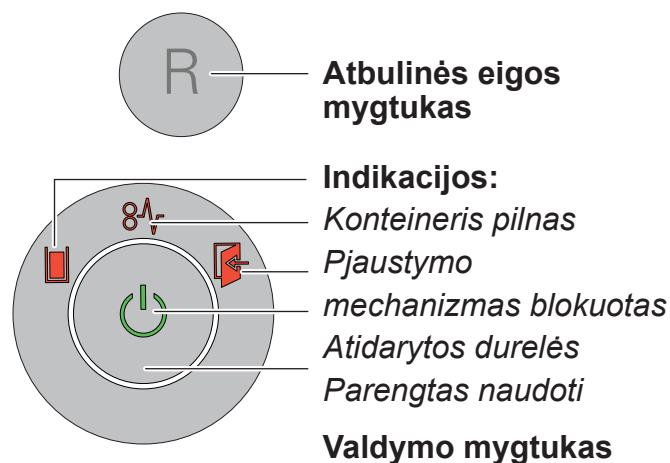 R
Atbulinės eigos
mygtukas
Indikacijos:
Konteineris pilnas
Pjaustymo
mechanizmas blokuotas
Atidarytos durelės
Parengtas naudoti
Valdymo mygtukas